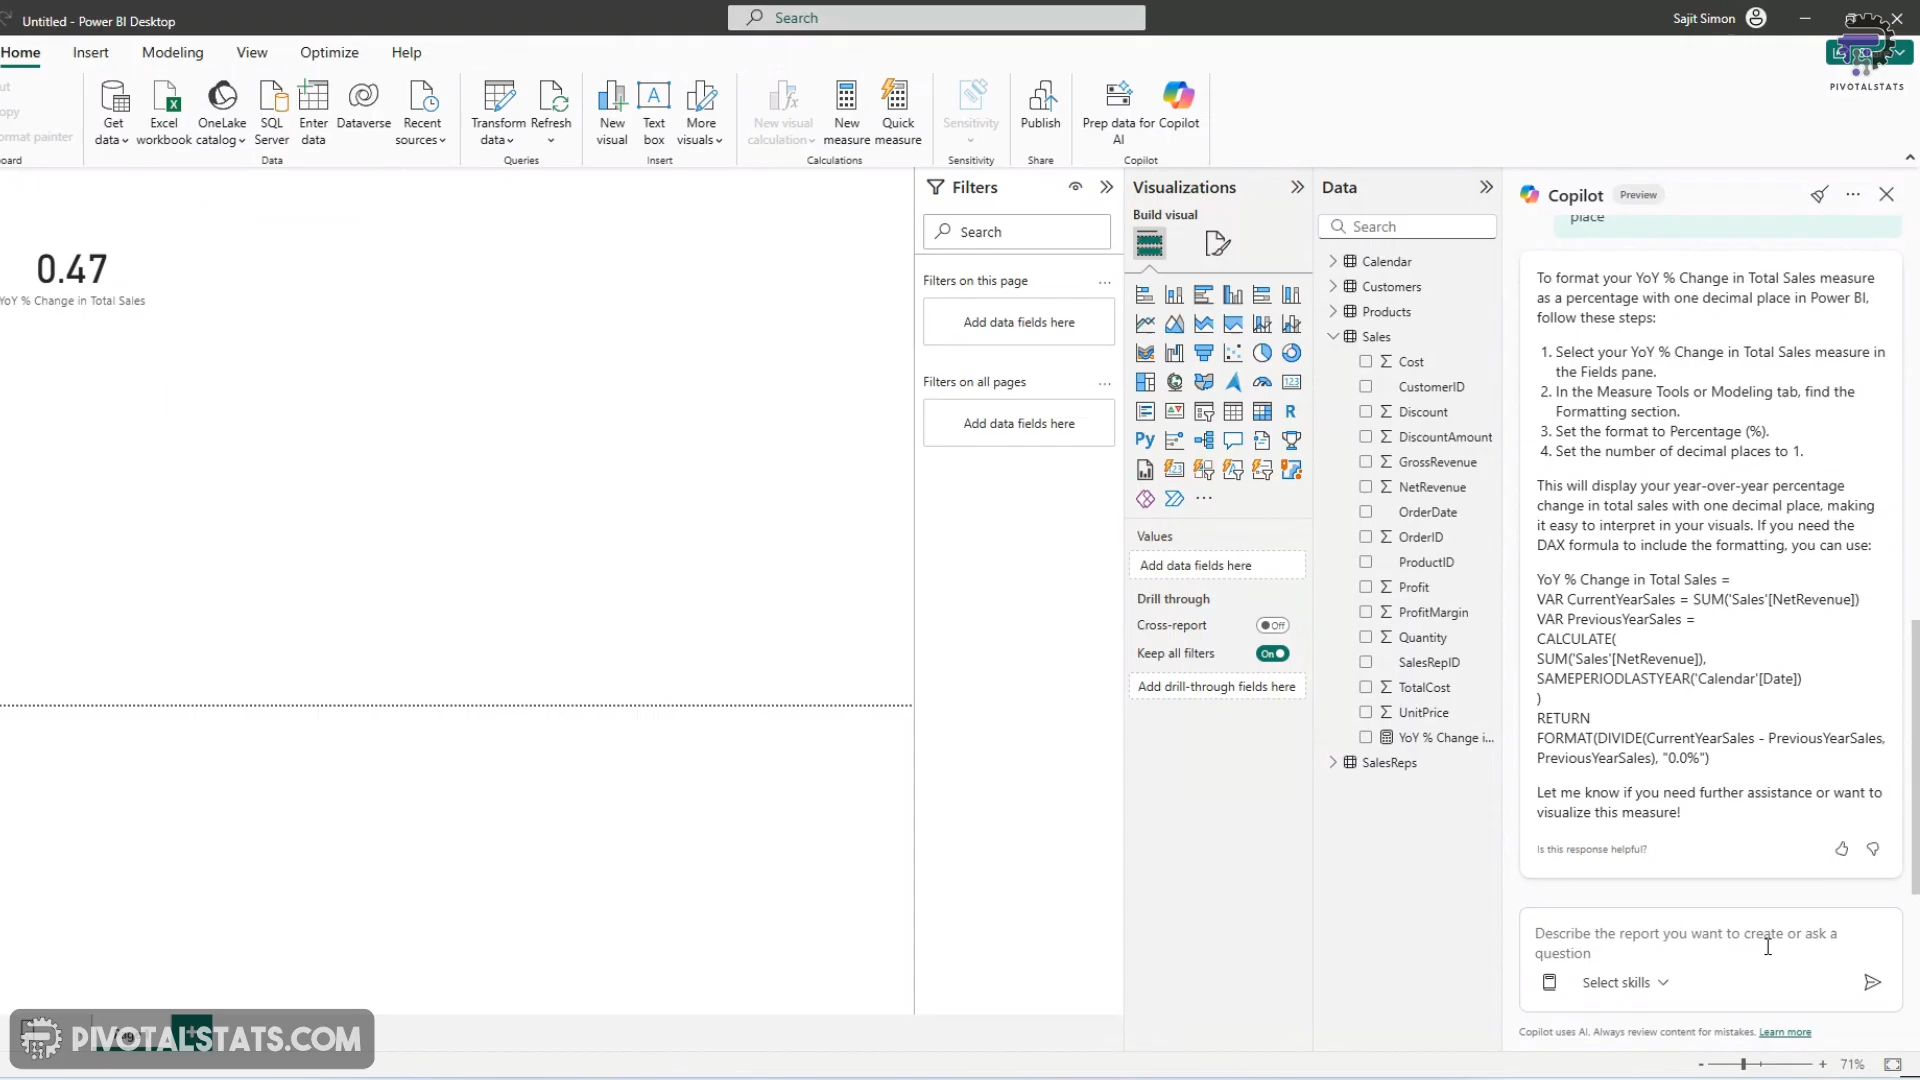 Untitled - Power BI Desktop
Search
Sajit Simon
PIVOTALSTATS
Home
Insert
Modeling
View
Optimize
Help
ut
opy
ormat painter
oard
Get data
Excel workbook
OneLake catalog
SQL Server
Enter data
Dataverse
Recent sources
Data
Transform data
Refresh
Queries
New visual
A
Text box
More visuals
Insert
New visual calculation
New measure
Quick measure
Calculations
Sensitivity
Sensitivity
Publish
Share
Prep data for AI
Copilot
Copilot
0.47
YoY % Change in Total Sales
Filters
Search
Filters on this page
...
Add data fields here
Filters on all pages
...
Add data fields here
Visualizations
Build visual
123
R
Py
123
...
Values
Add data fields here
Drill through
Cross-report
Off
Keep all filters
On
Add drill-through fields here
Data
Search
Calendar
Customers
Products
Sales
Σ Cost
CustomerID
Σ Discount
Σ DiscountAmount
Σ GrossRevenue
Σ NetRevenue
OrderDate
Σ OrderID
ProductID
Σ Profit
Σ ProfitMargin
Σ Quantity
SalesRepID
Σ TotalCost
Σ UnitPrice
YoY % Change i...
SalesReps
Copilot
Preview
...
place
To format your YoY % Change in Total Sales measure
as a percentage with one decimal place in Power BI,
follow these steps:
1. Select your YoY % Change in Total Sales measure in
the Fields pane.
2. In the Measure Tools or Modeling tab, find the
Formatting section.
3. Set the format to Percentage (%).
4. Set the number of decimal places to 1.
This will display your year-over-year percentage
change in total sales with one decimal place, making
it easy to interpret in your visuals. If you need the
DAX formula to include the formatting, you can use:
YoY % Change in Total Sales =
VAR CurrentYearSales = SUM('Sales'[NetRevenue])
VAR PreviousYearSales =
CALCULATE(
SUM('Sales'[NetRevenue]),
SAMEPERIODLASTYEAR('Calendar'[Date])
)
RETURN
FORMAT(DIVIDE(CurrentYearSales - PreviousYearSales,
PreviousYearSales), "0.0%")
Let me know if you need further assistance or want to
visualize this measure!
Is this response helpful?
Describe the report you want to create or ask a
question
Select skills
Copilot uses AI. Always review content for mistakes. Learn more
PIVOTALSTATS.COM
- + 71%